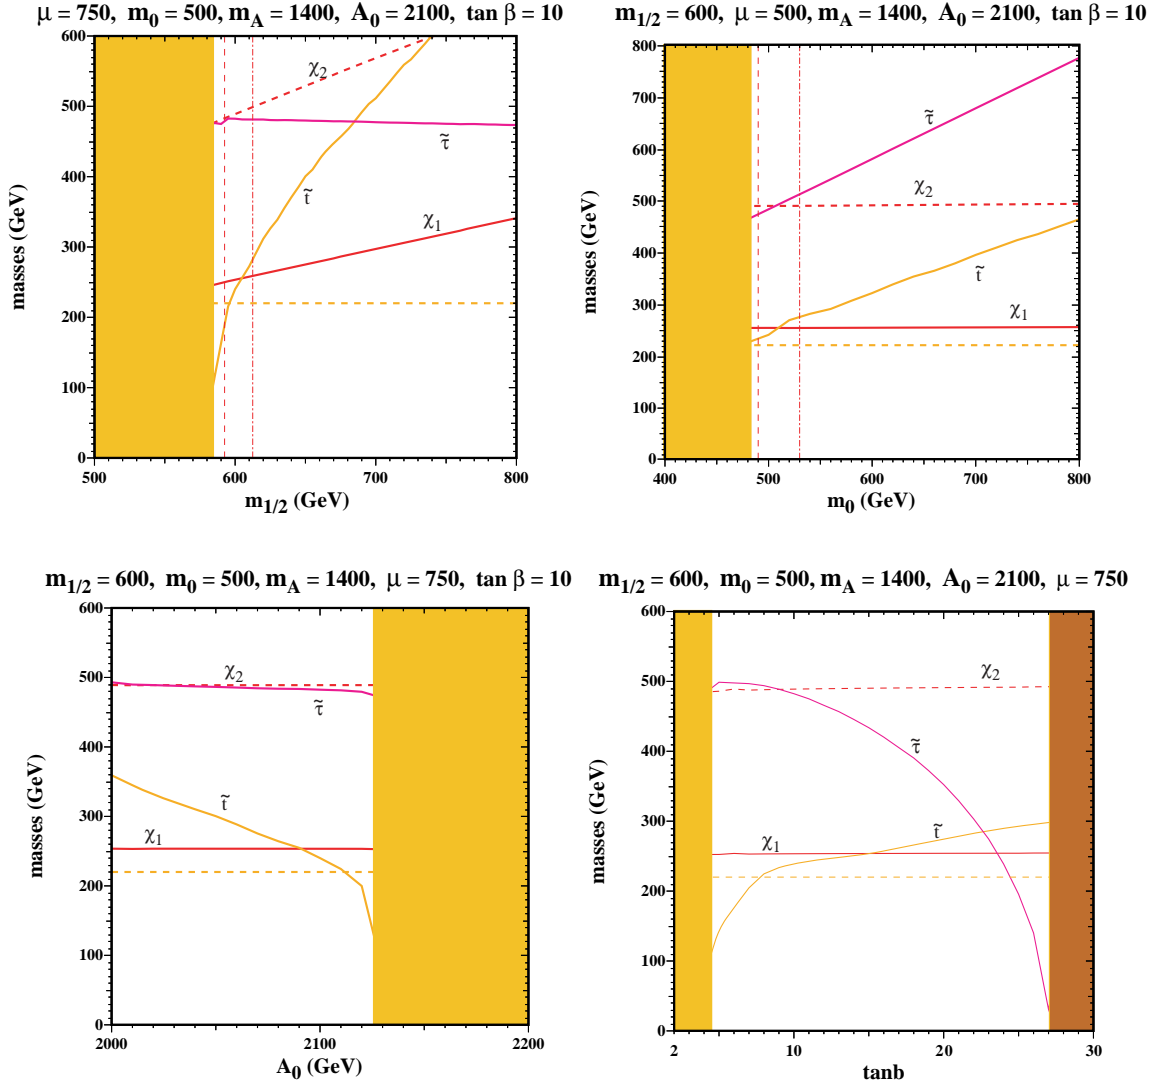 μ = 750, m0 = 500, mA = 1400, A0 = 2100, tan β = 10
600
500
400
300
200
100
0
masses (GeV)
χ2
τ̃
t̃
χ1
500
600
700
800
m1/2 (GeV)
m1/2 = 600, μ = 500, mA = 1400, A0 = 2100, tan β = 10
800
700
600
500
400
300
200
100
0
masses (GeV)
τ̃
χ2
t̃
χ1
400
500
600
700
800
m0 (GeV)
m1/2 = 600, m0 = 500, mA = 1400, μ = 750, tan β = 10
600
500
400
300
200
100
0
masses (GeV)
χ2
τ̃
t̃
χ1
2000
2100
2200
A0 (GeV)
m1/2 = 600, m0 = 500, mA = 1400, A0 = 2100, μ = 750
600
500
400
300
200
100
0
masses (GeV)
χ2
τ̃
t̃
χ1
2
10
20
30
tanb